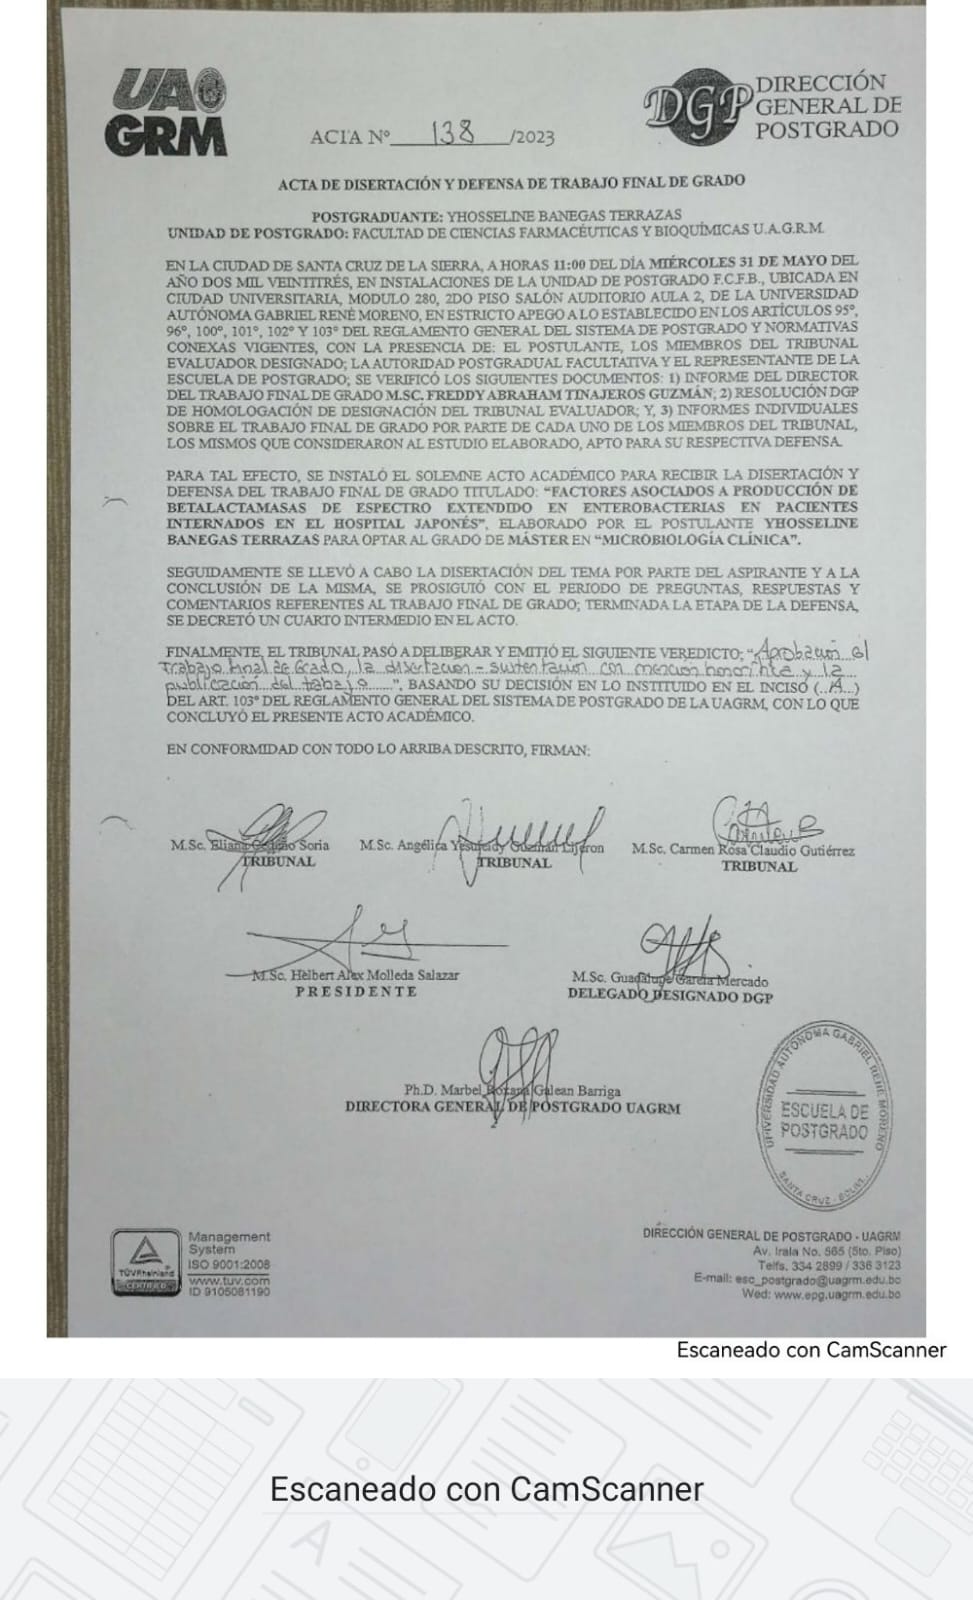 UAGRM
DGP DIRECCIÓN
GENERAL DE
POSTGRADO
ACTA Nº 138 /2023
ACTA DE DISERTACIÓN Y DEFENSA DE TRABAJO FINAL DE GRADO
POSTGRADUANTE: YHOSSELINE BANEGAS TERRAZAS
UNIDAD DE POSTGRADO: FACULTAD DE CIENCIAS FARMACÉUTICAS Y BIOQUÍMICAS U.A.G.R.M.
EN LA CIUDAD DE SANTA CRUZ DE LA SIERRA, A HORAS 11:00 DEL DÍA MIÉRCOLES 31 DE MAYO DEL
AÑO DOS MIL VEINTITRÉS, EN INSTALACIONES DE LA UNIDAD DE POSTGRADO F.C.F.B., UBICADA EN
CIUDAD UNIVERSITARIA, MODULO 280, 2DO PISO SALÓN AUDITORIO AULA 2, DE LA UNIVERSIDAD
AUTÓNOMA GABRIEL RENÉ MORENO, EN ESTRICTO APEGO A LO ESTABLECIDO EN LOS ARTÍCULOS 95º,
96º, 100º, 101º, 102º Y 103º DEL REGLAMENTO GENERAL DEL SISTEMA DE POSTGRADO Y NORMATIVAS
CONEXAS VIGENTES, CON LA PRESENCIA DE: EL POSTULANTE, LOS MIEMBROS DEL TRIBUNAL
EVALUADOR DESIGNADO; LA AUTORIDAD POSTGRADUAL FACULTATIVA Y EL REPRESENTANTE DE LA
ESCUELA DE POSTGRADO; SE VERIFICÓ LOS SIGUIENTES DOCUMENTOS: 1) INFORME DEL DIRECTOR
DEL TRABAJO FINAL DE GRADO M.SC. FREDDY ABRAHAM TINAJEROS GUZMÁN; 2) RESOLUCIÓN DGP
DE HOMOLOGACIÓN DE DESIGNACIÓN DEL TRIBUNAL EVALUADOR; Y, 3) INFORMES INDIVIDUALES
SOBRE EL TRABAJO FINAL DE GRADO POR PARTE DE CADA UNO DE LOS MIEMBROS DEL TRIBUNAL,
LOS MISMOS QUE CONSIDERARON AL ESTUDIO ELABORADO, APTO PARA SU RESPECTIVA DEFENSA.
PARA TAL EFECTO, SE INSTALÓ EL SOLEMNE ACTO ACADÉMICO PARA RECIBIR LA DISERTACIÓN Y
DEFENSA DEL TRABAJO FINAL DE GRADO TITULADO: "FACTORES ASOCIADOS A PRODUCCIÓN DE
BETALACTAMASAS DE ESPECTRO EXTENDIDO EN ENTEROBACTERIAS EN PACIENTES
INTERNADOS EN EL HOSPITAL JAPONÉS", ELABORADO POR EL POSTULANTE YHOSSELINE
BANEGAS TERRAZAS PARA OPTAR AL GRADO DE MÁSTER EN "MICROBIOLOGÍA CLÍNICA".
SEGUIDAMENTE SE LLEVÓ A CABO LA DISERTACIÓN DEL TEMA POR PARTE DEL ASPIRANTE Y A LA
CONCLUSIÓN DE LA MISMA, SE PROSIGUIÓ CON EL PERIODO DE PREGUNTAS, RESPUESTAS Y
COMENTARIOS REFERENTES AL TRABAJO FINAL DE GRADO; TERMINADA LA ETAPA DE LA DEFENSA,
SE DECRETÓ UN CUARTO INTERMEDIO EN EL ACTO.
FINALMENTE, EL TRIBUNAL PASÓ A DELIBERAR Y EMITIÓ EL SIGUIENTE VEREDICTO: "Aprobación el
trabajo final de Grado, la disertación - sustentación con mención honorífica y la
publicación del trabajo......", BASANDO SU DECISIÓN EN LO INSTITUIDO EN EL INCISO (..A...)
DEL ART. 103º DEL REGLAMENTO GENERAL DEL SISTEMA DE POSTGRADO DE LA UAGRM, CON LO QUE
CONCLUYÓ EL PRESENTE ACTO ACADÉMICO.
EN CONFORMIDAD CON TODO LO ARRIBA DESCRITO, FIRMAN:
M.Sc. Eliana Soria M.Sc. Angélica Guzmán M.Sc. Carmen Rosa Claudio Gutiérrez
TRIBUNAL TRIBUNAL TRIBUNAL
M.Sc. Helbert Alex Molleda Salazar M.Sc. Guadalupe García Mercado
PRESIDENTE DELEGADO DESIGNADO DGP
Ph.D. Marbel Roxana Galean Barriga
DIRECTORA GENERAL DE POSTGRADO UAGRM
UNIVERSIDAD AUTONOMA GABRIEL RENE MORENO
ESCUELA DE
POSTGRADO
SANTA CRUZ - BOLIVIA
TÜVRheinland
CERTIFIED
Management
System
ISO 9001:2008
www.tuv.com
ID 9105081190
DIRECCIÓN GENERAL DE POSTGRADO - UAGRM
Av. Irala No. 565 (5to. Piso)
Telfs. 334 2899 / 336 3123
E-mail: esc_postgrado@uagrm.edu.bo
Wed: www.epg.uagrm.edu.bo
Escaneado con CamScanner
Escaneado con CamScanner